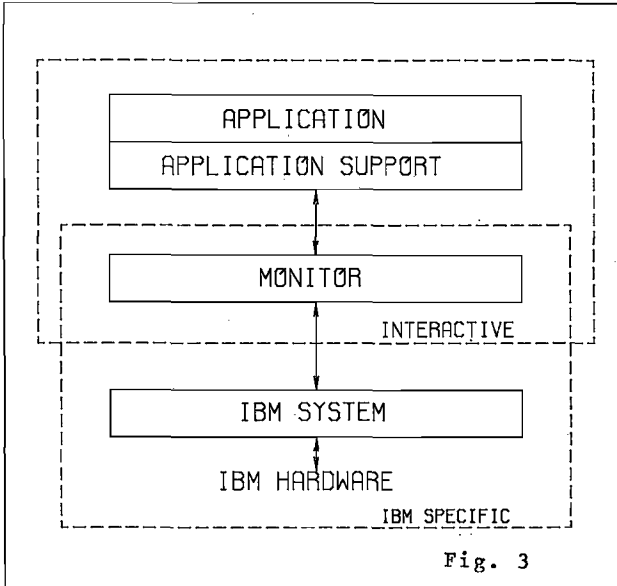 APPLICATION
APPLICATION SUPPORT
MONITOR
INTERACTIVE
IBM SYSTEM
IBM HARDWARE
IBM SPECIFIC
Fig. 3